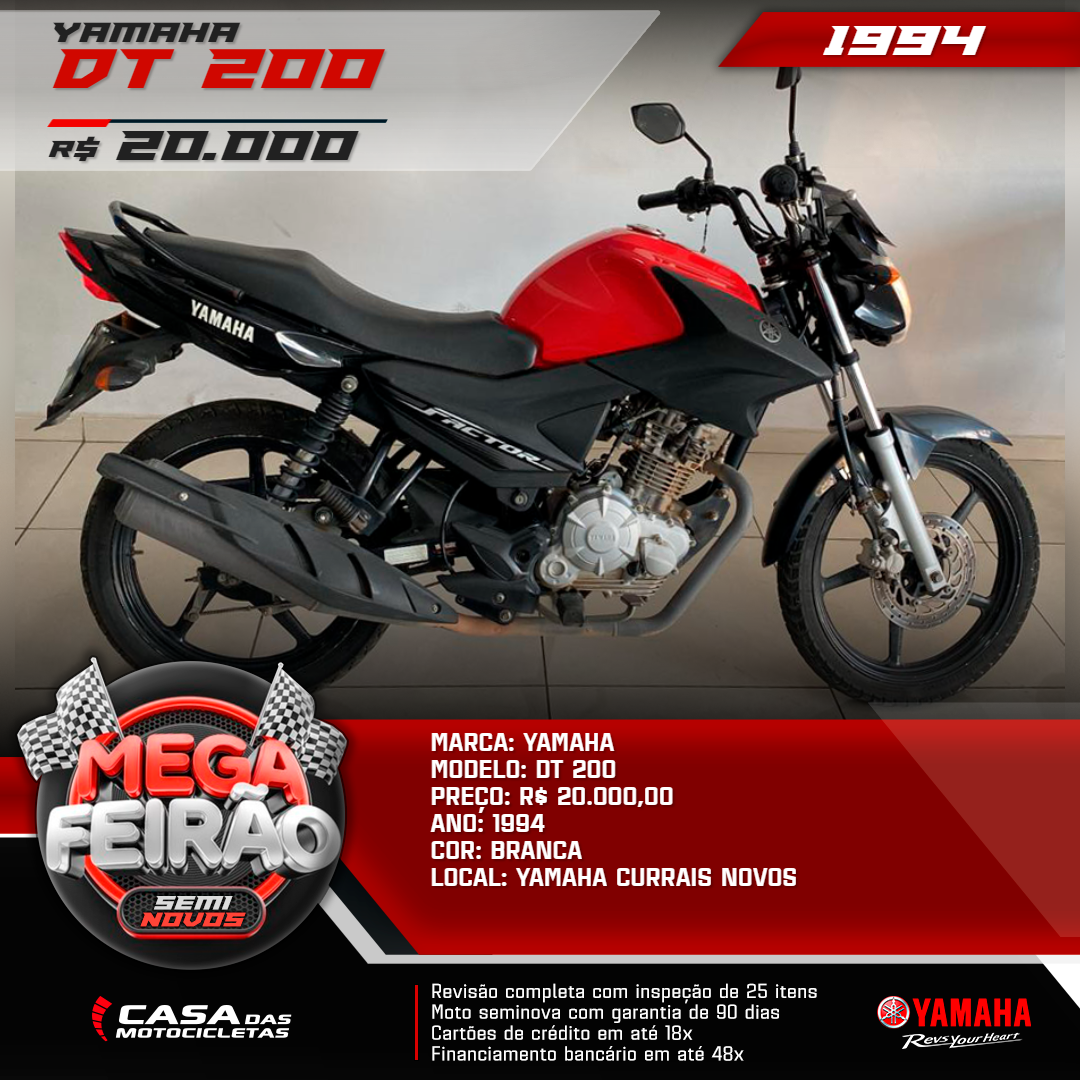 YAMAHA
DT 200
R$ 20.000
1994
YAMAHA
FACTOR
YAMAHA
MEGA
FEIRÃO
SEMI
NOVOS
MARCA: YAMAHA
MODELO: DT 200
PREÇO: R$ 20.000,00
ANO: 1994
COR: BRANCA
LOCAL: YAMAHA CURRAIS NOVOS
CASA DAS
MOTOCICLETAS
Revisão completa com inspeção de 25 itens
Moto seminova com garantia de 90 dias
Cartões de crédito em até 18x
Financiamento bancário em até 48x
YAMAHA
Revs Your Heart